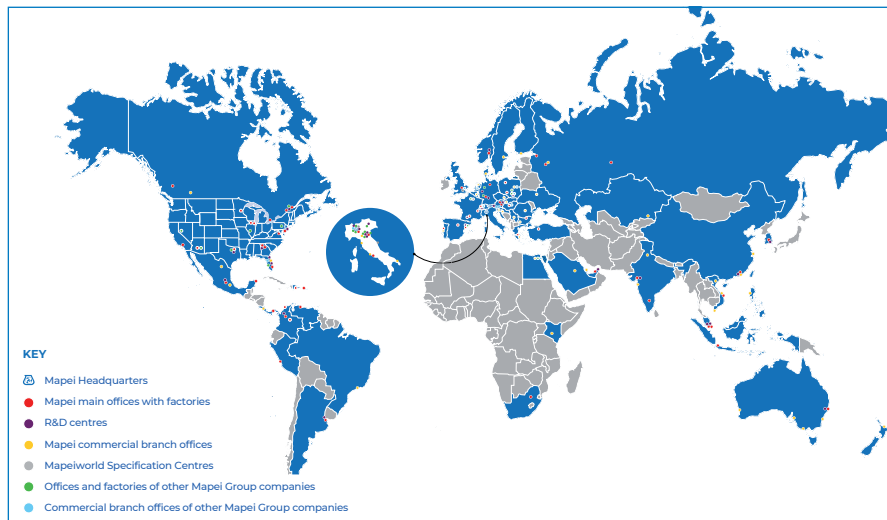 KEY
Mapei Headquarters
Mapei main offices with factories
R&D centres
Mapei commercial branch offices
Mapeiworld Specification Centres
Offices and factories of other Mapei Group companies
Commercial branch offices of other Mapei Group companies